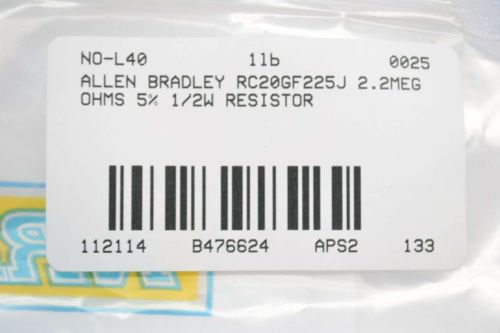 NO-L40 1lb 0025
ALLEN BRADLEY RC20GF225J 2.2MEG
OHMS 5% 1/2W RESISTOR
112114 B476624 APS2 133